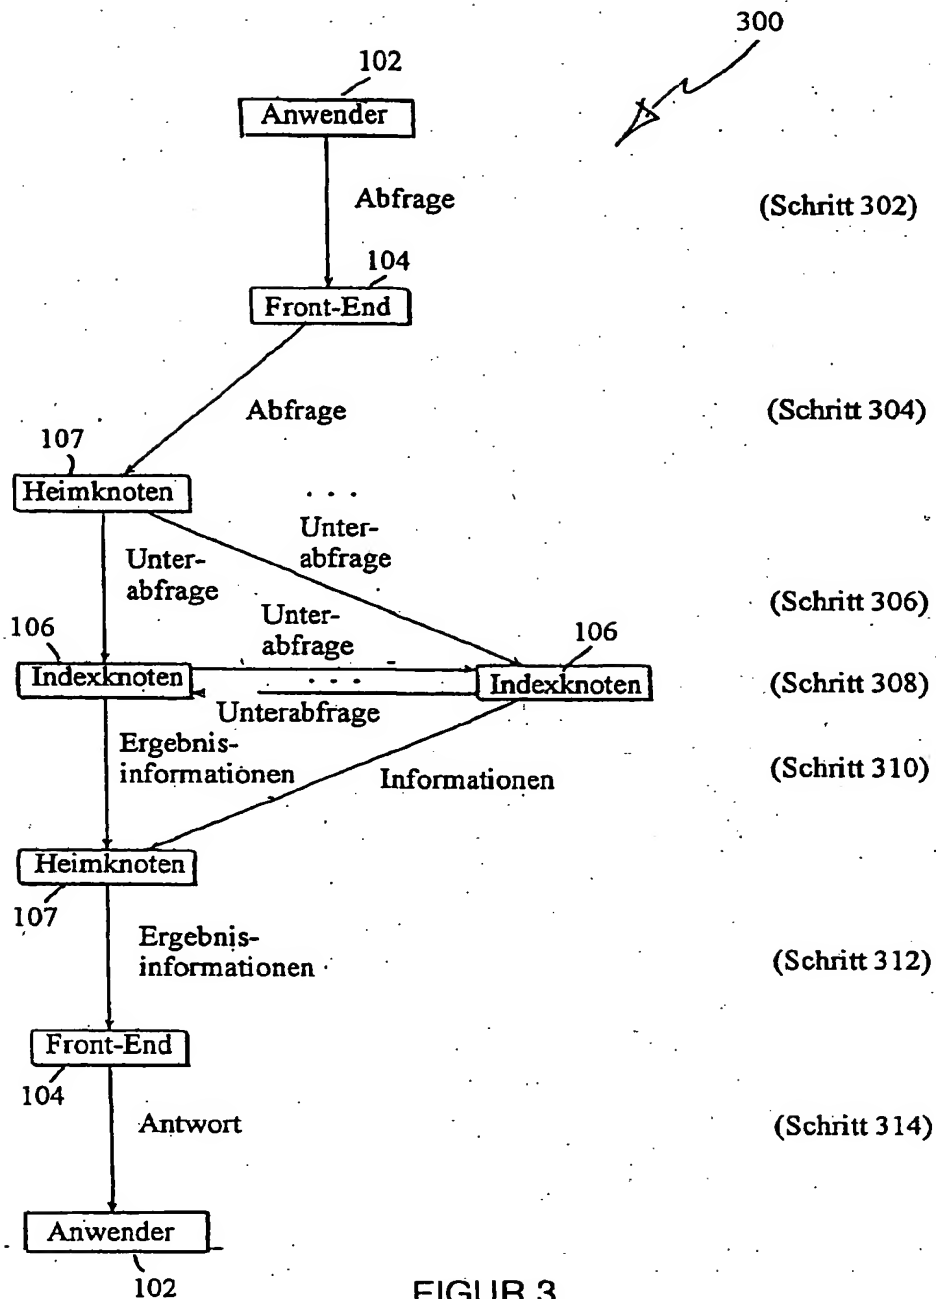 300
102
Anwender
Abfrage
(Schritt 302)
104
Front-End
Abfrage
(Schritt 304)
107
Heimknoten
. . .
Unter-
abfrage
Unter-
abfrage
(Schritt 306)
Unter-
abfrage
106
106
Indexknoten
. . .
Indexknoten
(Schritt 308)
Unterabfrage
Ergebnis-
informationen
Informationen
(Schritt 310)
Heimknoten
107
Ergebnis-
informationen
(Schritt 312)
Front-End
104
Antwort
(Schritt 314)
Anwender
102
FIGUR 3